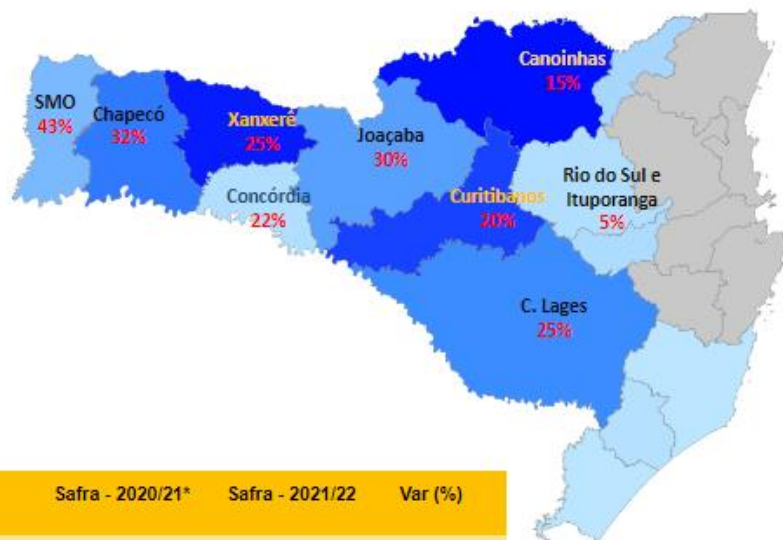 Canoinhas
15%
SMO
43%
Chapecó
32%
Xanxerê
25%
Joaçaba
30%
Concórdia
22%
Curitibanos
20%
Rio do Sul e
Ituporanga
5%
C. Lages
25%
Safra - 2020/21* Safra - 2021/22 Var (%)